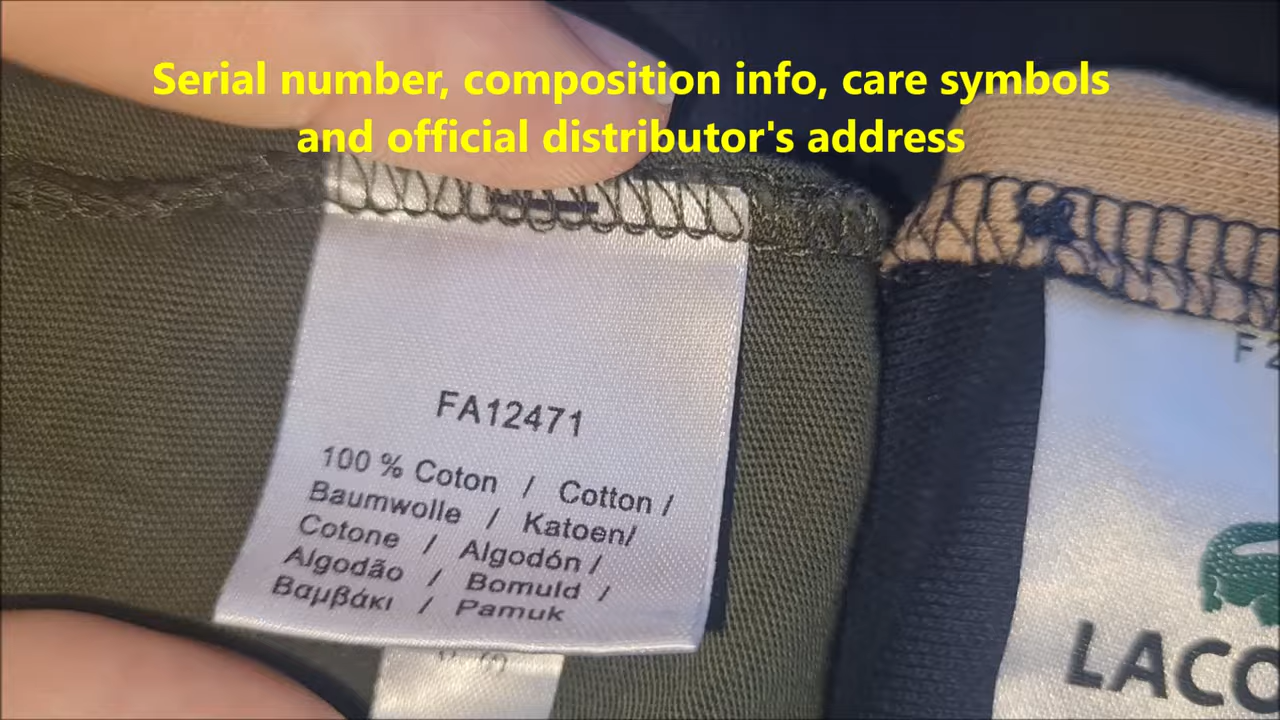 Serial number, composition info, care symbols
and official distributor's address
FA12471
100 % Coton / Cotton /
Baumwolle / Katoen/
Cotone / Algodón /
Algodão / Bomuld /
Βαμβάκι / Pamuk
F 2
LACO